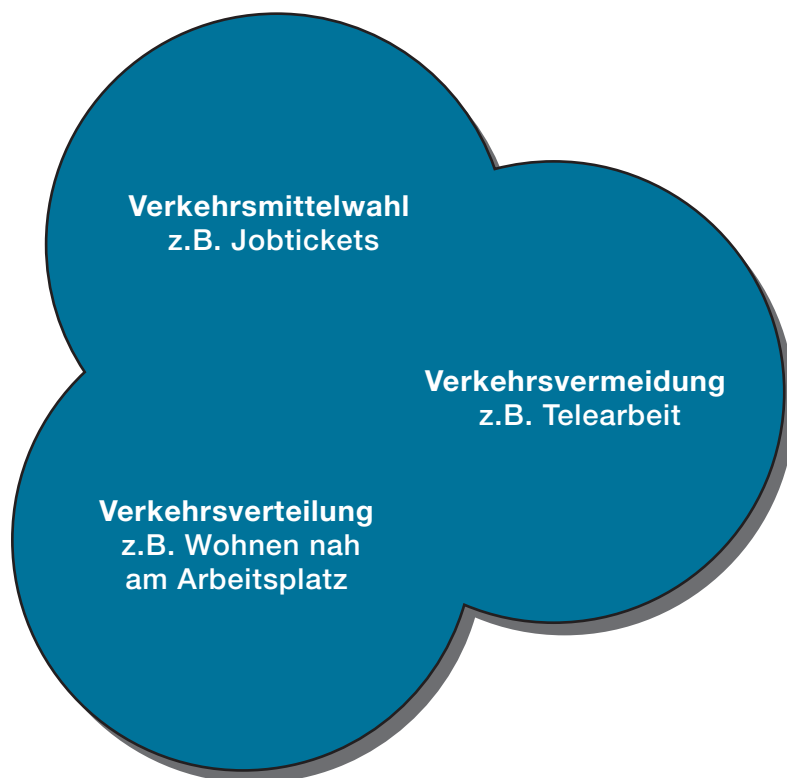 Verkehrsmittelwahl
z.B. Jobtickets
Verkehrsvermeidung
z.B. Telearbeit
Verkehrsverteilung
z.B. Wohnen nah
am Arbeitsplatz